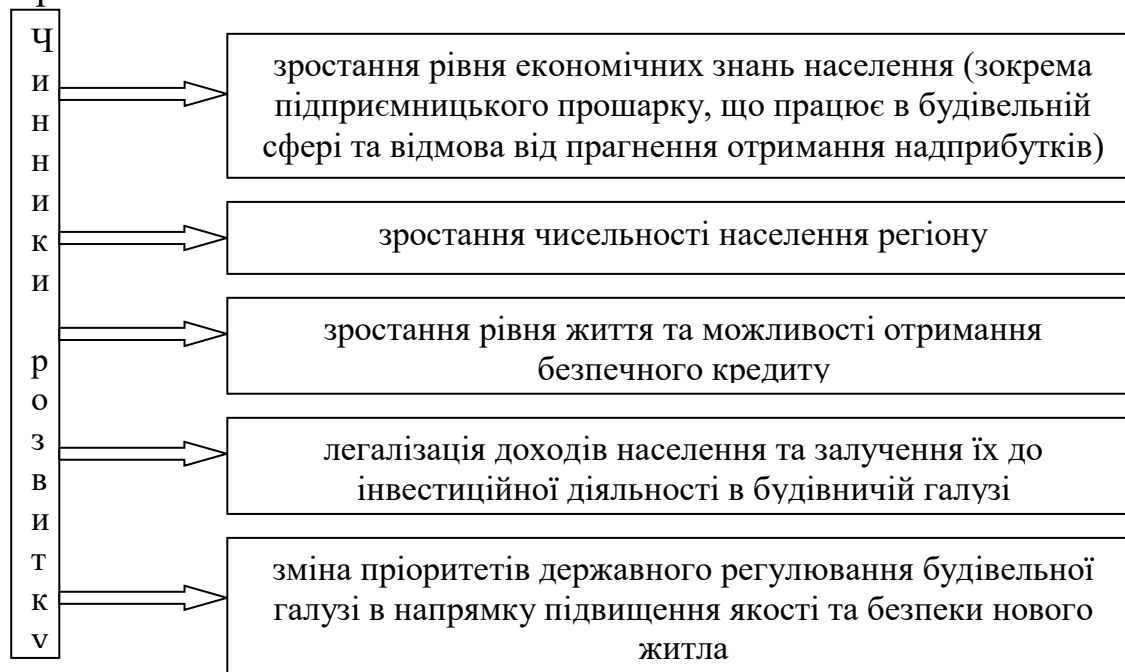 Чинники розвитку
зростання рівня економічних знань населення (зокрема
підприємницького прошарку, що працює в будівельній
сфері та відмова від прагнення отримання надприбутків)
зростання чисельності населення регіону
зростання рівня життя та можливості отримання
безпечного кредиту
легалізація доходів населення та залучення їх до
інвестиційної діяльності в будівничій галузі
зміна пріоритетів державного регулювання будівельної
галузі в напрямку підвищення якості та безпеки нового
житла